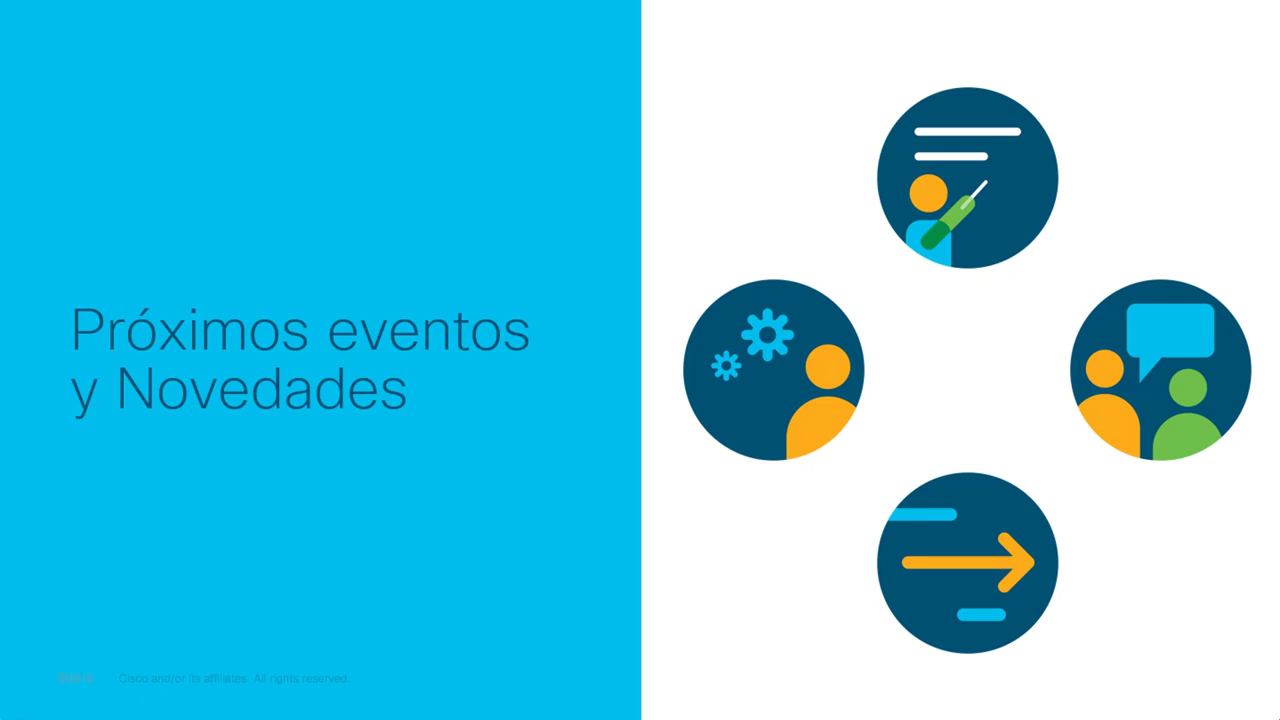 Próximos eventos
y Novedades
Cisco and/or its affiliates. All rights reserved.